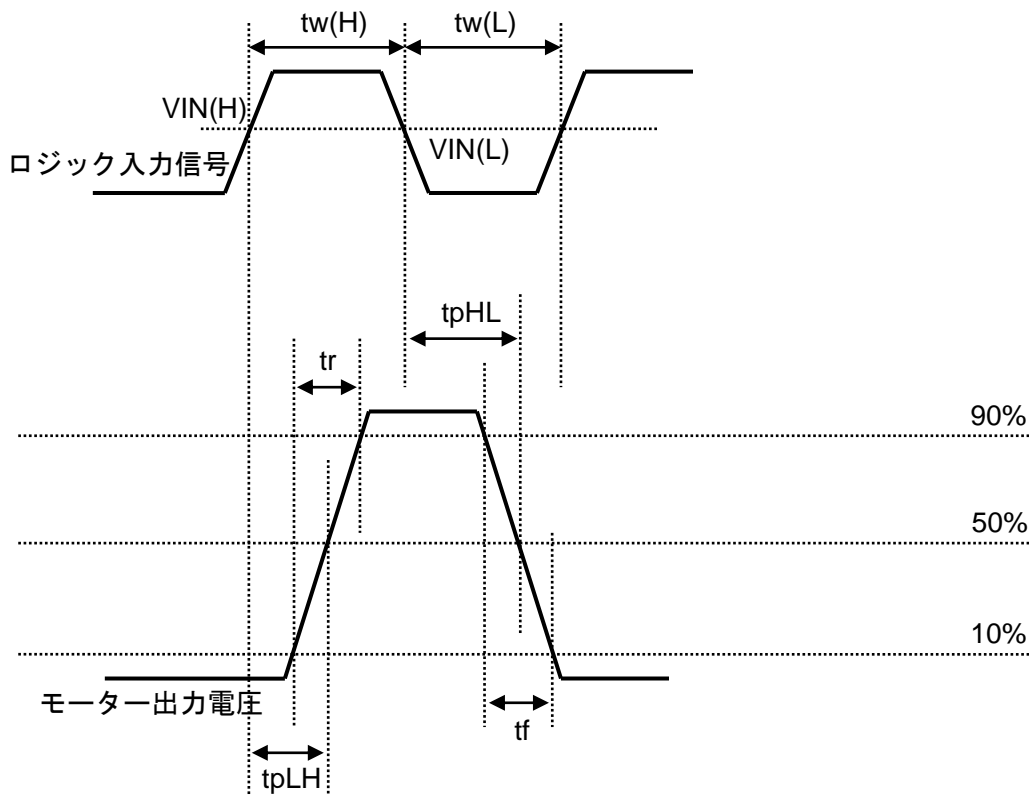 tw(H)
tw(L)
VIN(H)
VIN(L)
ロジック入力信号
tpHL
tr
90%
50%
10%
モーター出力電圧
tf
tpLH